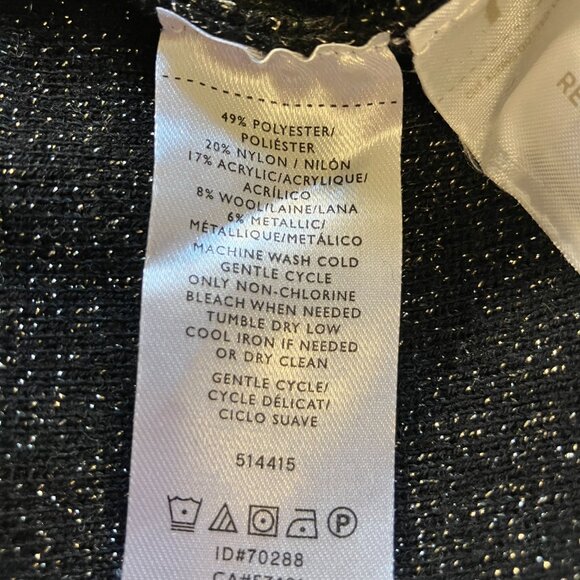 49% POLYESTER/
POLIÉSTER
20% NYLON / NILÓN
17% ACRYLIC/ACRYLIQUE/
ACRÍLICO
8% WOOL/LAINE/LANA
6% METALLIC/
MÉTALLIQUE/METÁLICO
MACHINE WASH COLD
GENTLE CYCLE
ONLY NON-CHLORINE
BLEACH WHEN NEEDED
TUMBLE DRY LOW
COOL IRON IF NEEDED
OR DRY CLEAN
GENTLE CYCLE/
CYCLE DÉLICAT/
CICLO SUAVE
514415
P
ID#70288